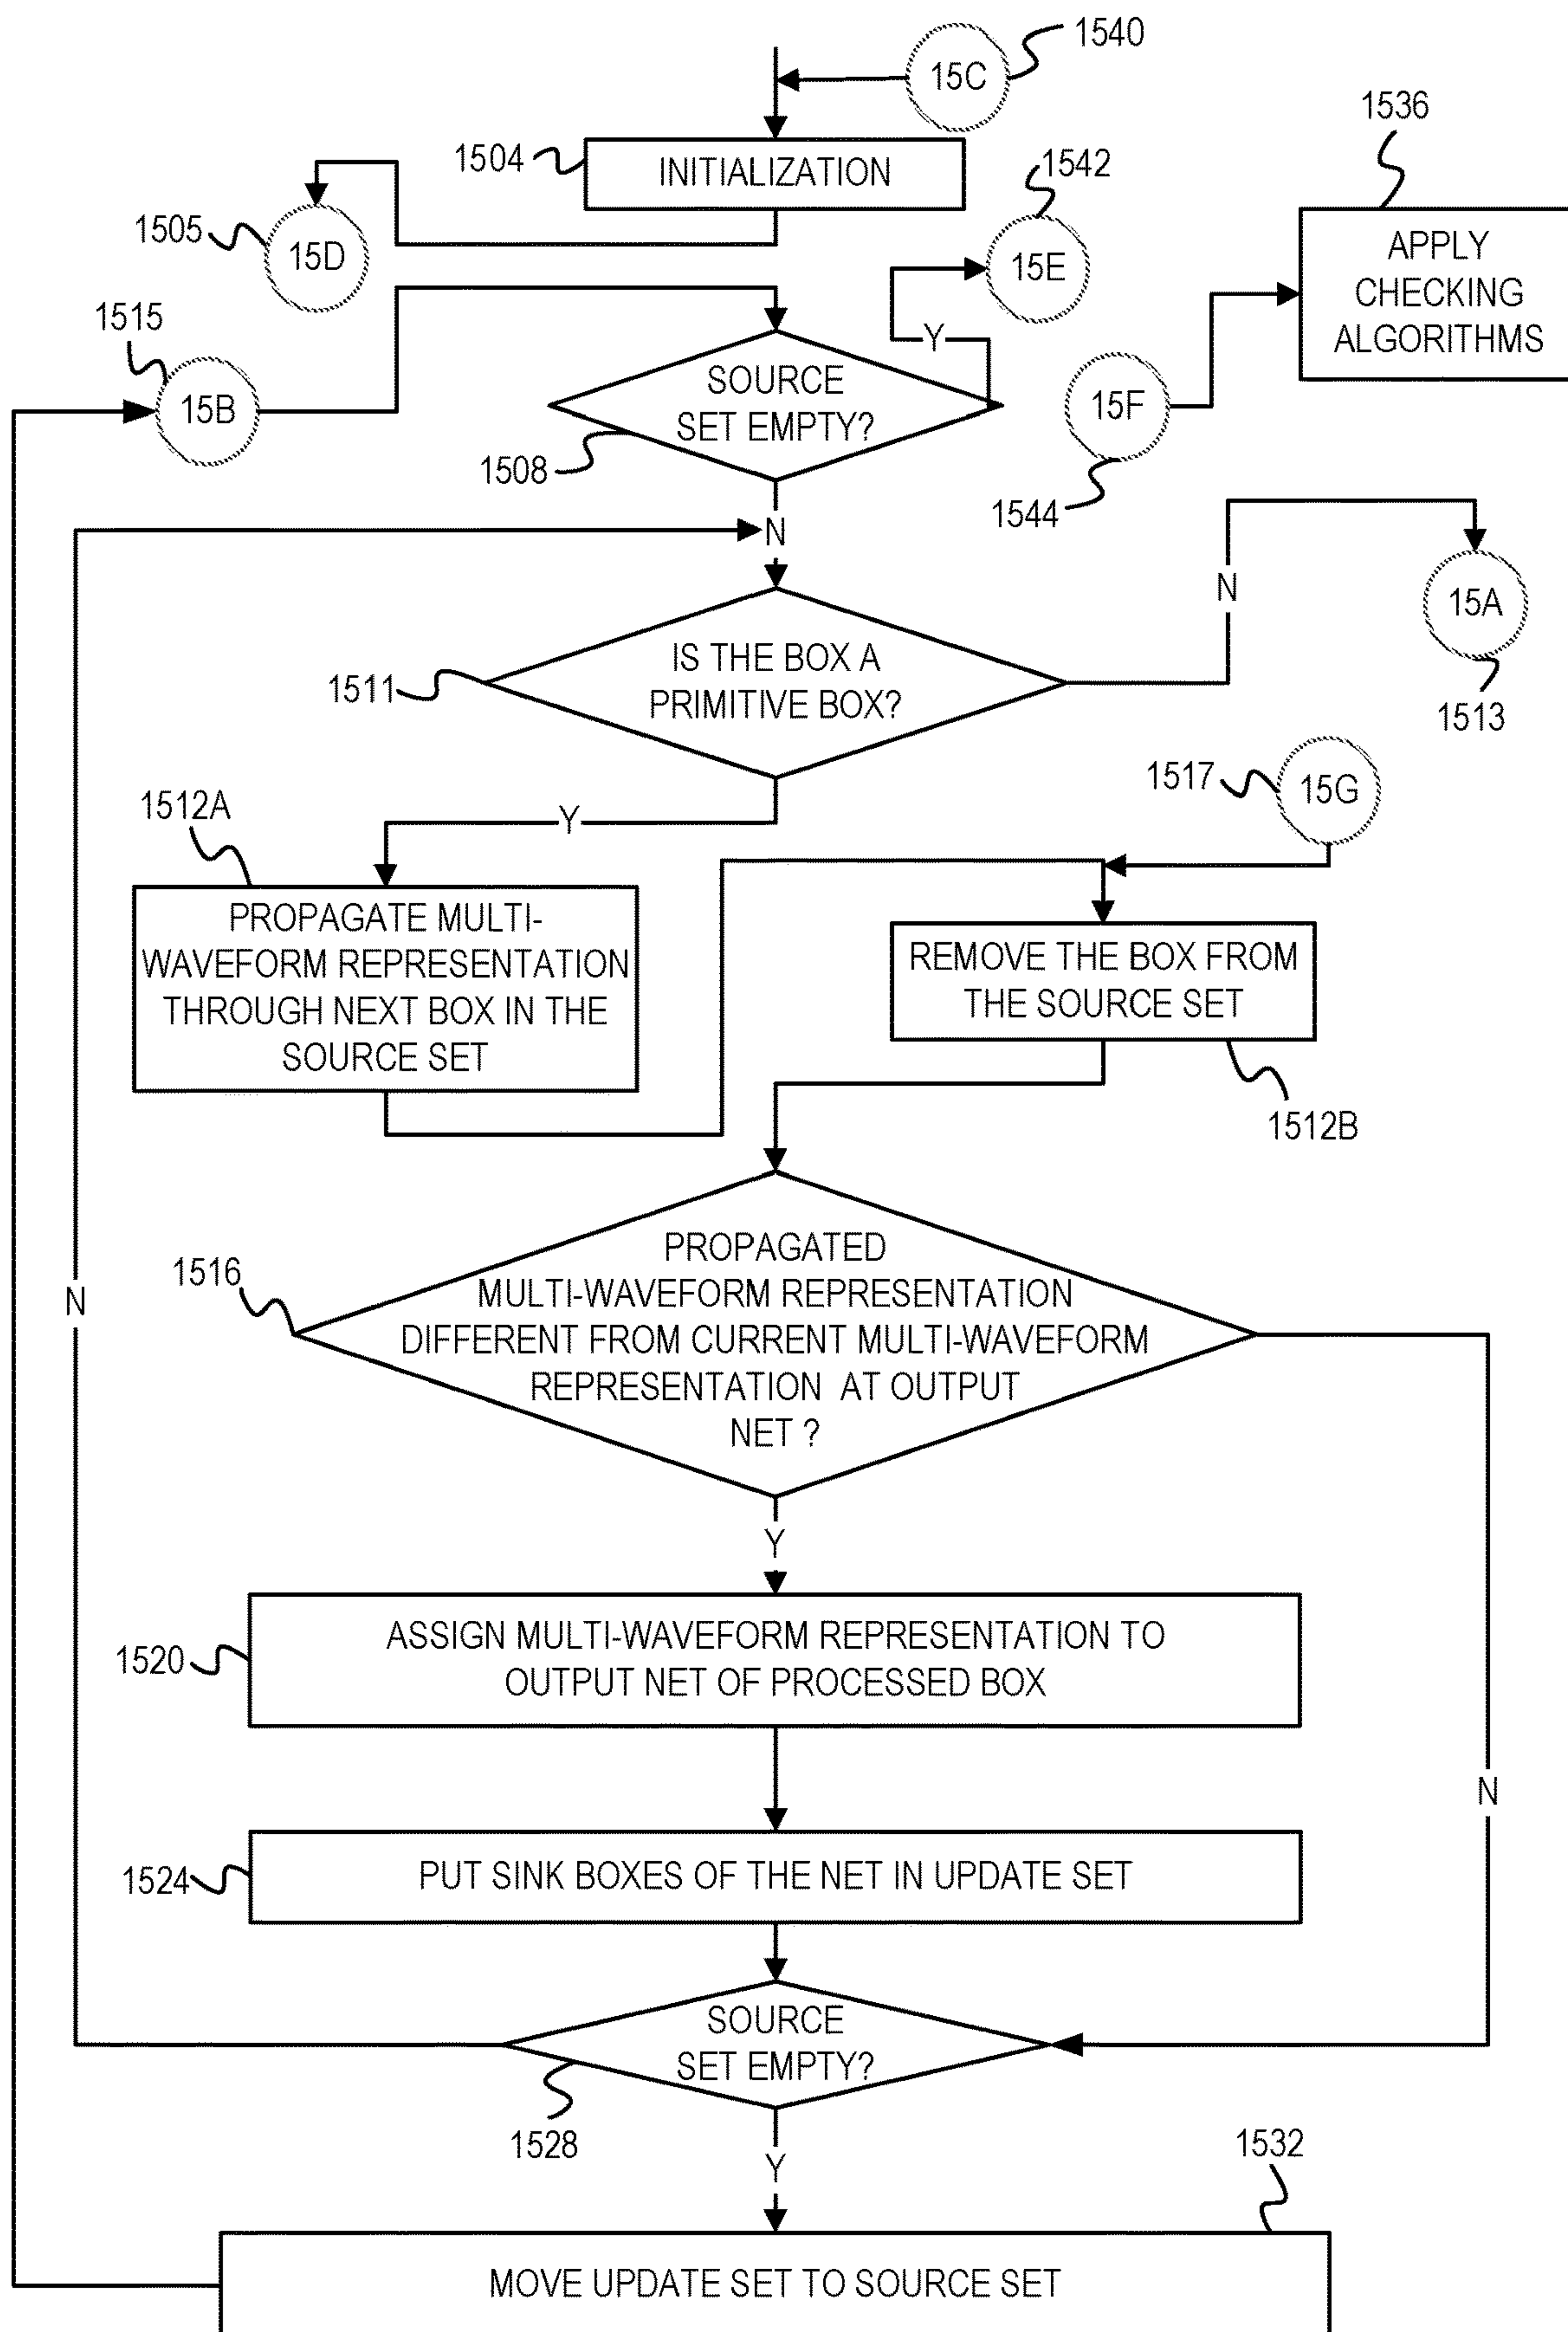 1540
15C
1536
1504
INITIALIZATION
1542
1505
15D
15E
APPLY
CHECKING
ALGORITHMS
1515
Y
15B
SOURCE
SET EMPTY?
15F
1508
1544
N
N
15A
1511
IS THE BOX A
PRIMITIVE BOX?
1513
1517
15G
1512A
Y
PROPAGATE MULTI-
WAVEFORM REPRESENTATION
THROUGH NEXT BOX IN THE
SOURCE SET
REMOVE THE BOX FROM
THE SOURCE SET
1512B
1516
PROPAGATED
MULTI-WAVEFORM REPRESENTATION
DIFFERENT FROM CURRENT MULTI-WAVEFORM
REPRESENTATION AT OUTPUT
NET ?
N
Y
1520
ASSIGN MULTI-WAVEFORM REPRESENTATION TO
OUTPUT NET OF PROCESSED BOX
N
1524
PUT SINK BOXES OF THE NET IN UPDATE SET
SOURCE
SET EMPTY?
1528
1532
Y
MOVE UPDATE SET TO SOURCE SET